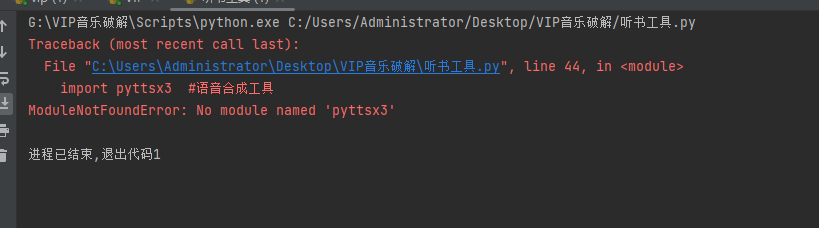 G:\VIP音乐破解\Scripts\python.exe C:/Users/Administrator/Desktop/VIP音乐破解/听书工具.py
Traceback (most recent call last):
  File "C:\Users\Administrator\Desktop\VIP音乐破解\听书工具.py", line 44, in <module>
    import pyttsx3  #语音合成工具
ModuleNotFoundError: No module named 'pyttsx3'
进程已结束,退出代码1